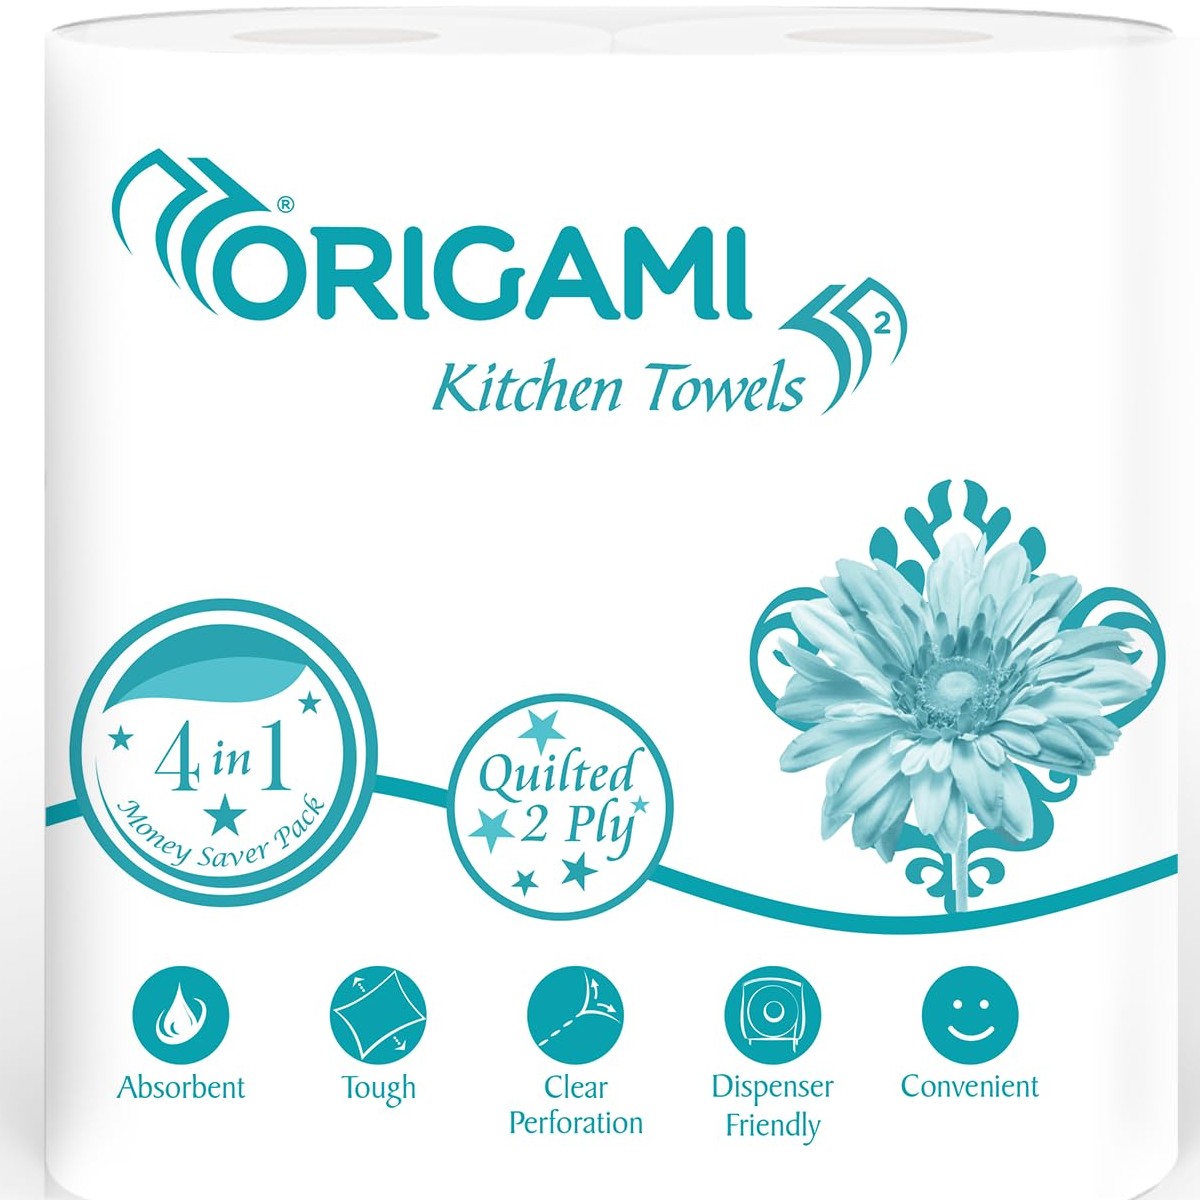 ORIGAMI®
2
Kitchen Towels
4 in 1
Money Saver Pack
Quilted
2 Ply
Absorbent
Tough
Clear
Perforation
Dispenser
Friendly
Convenient